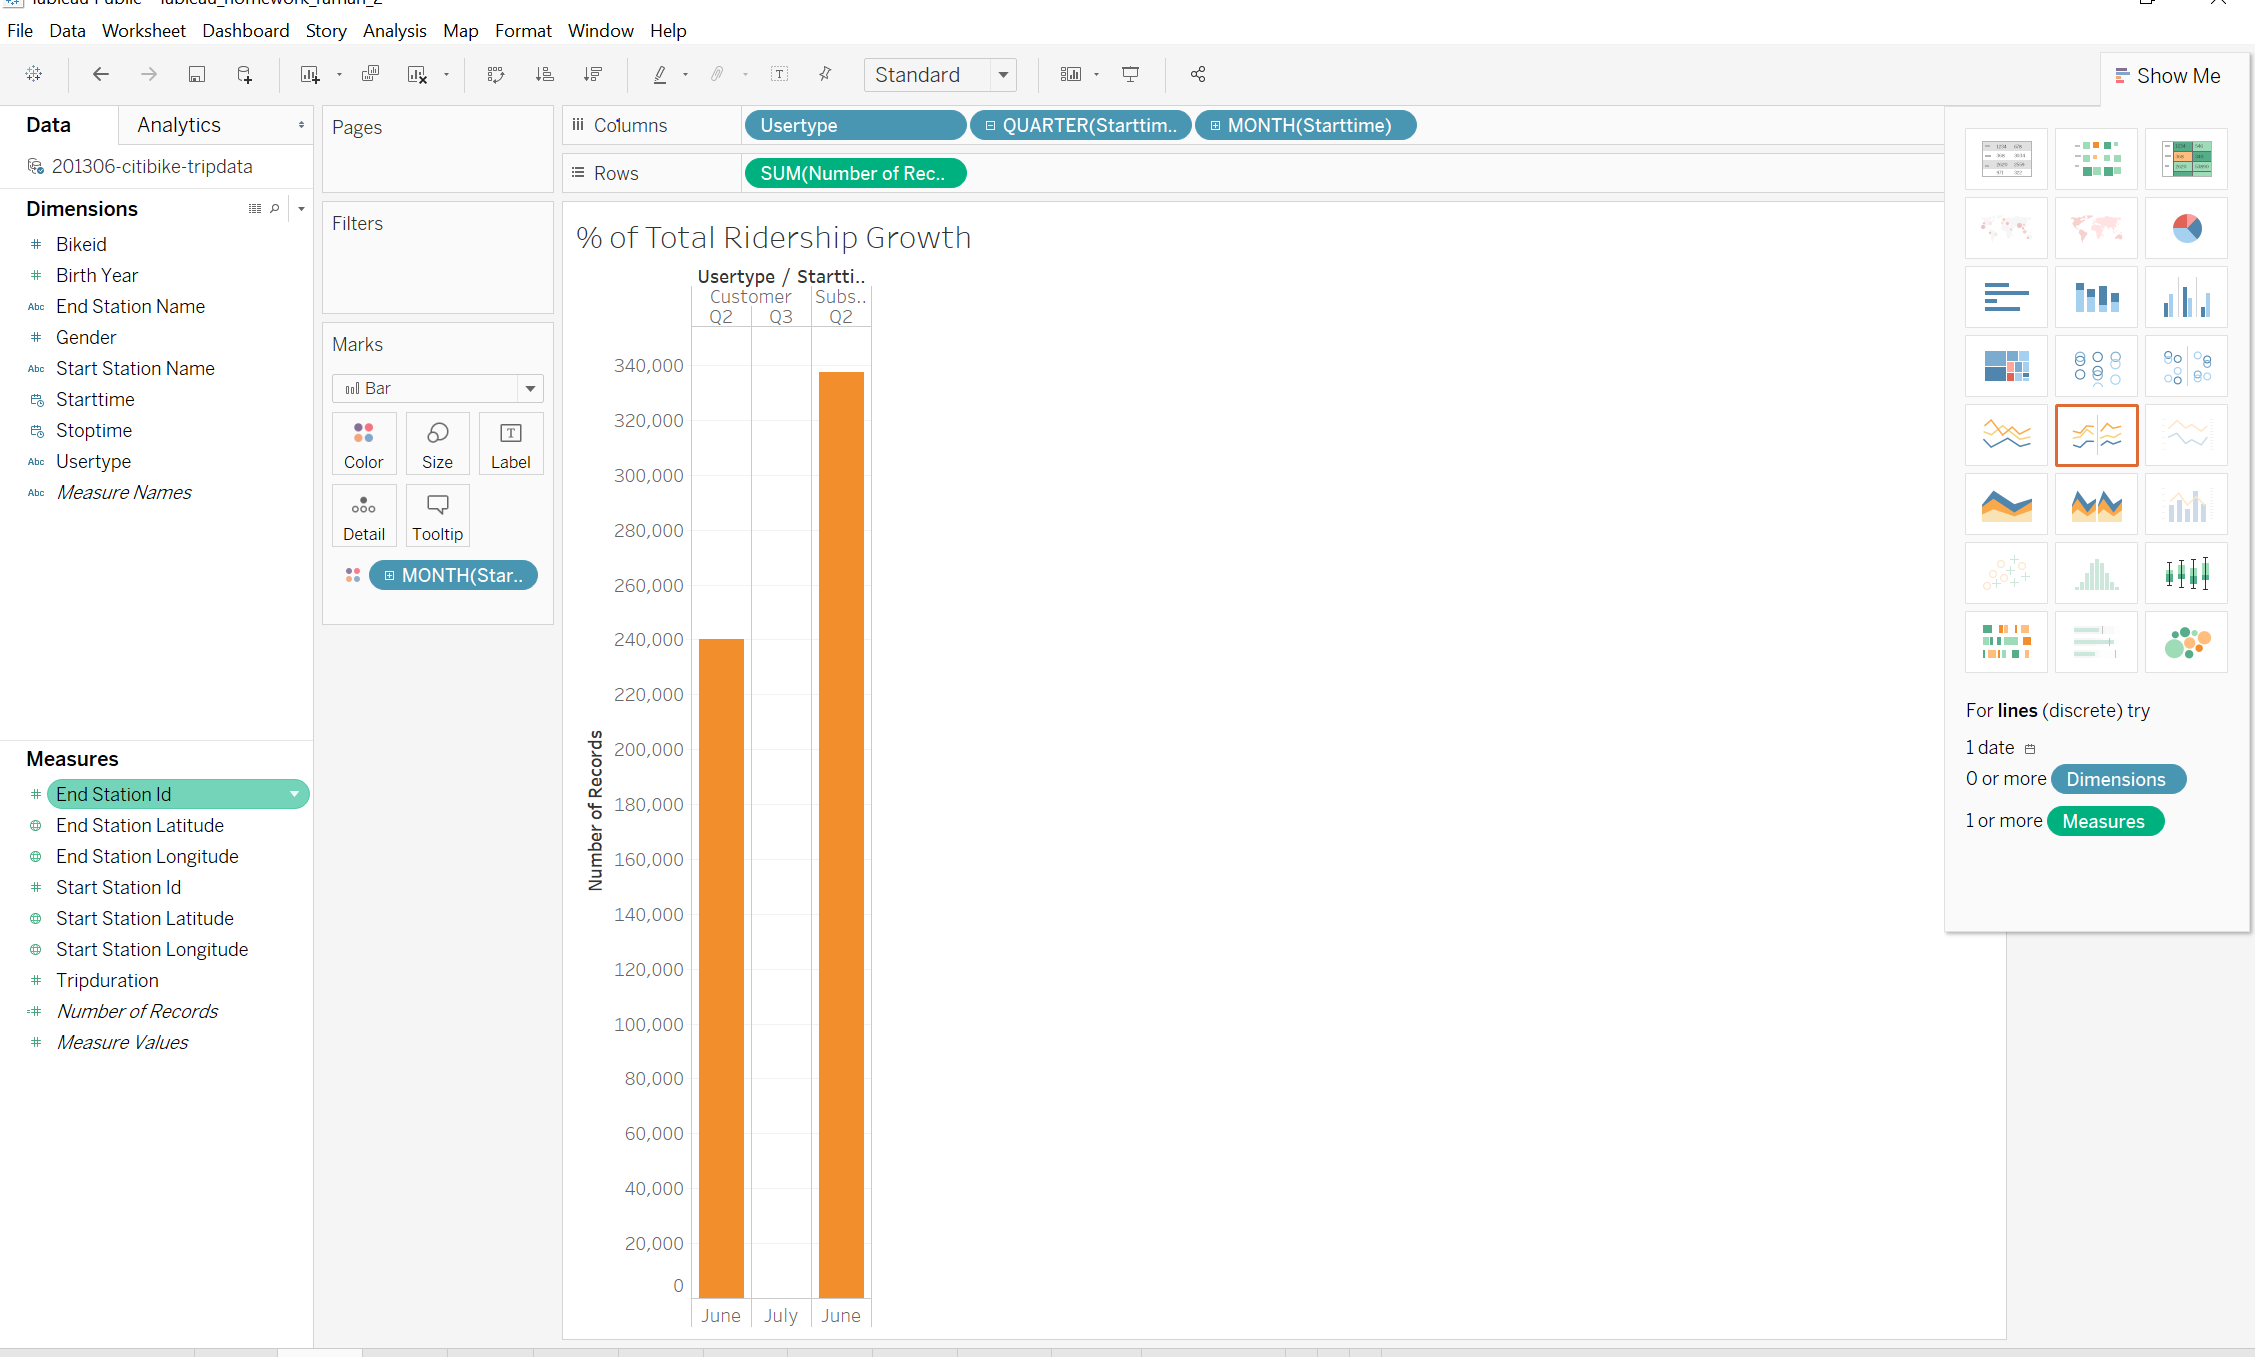 File Data Worksheet Dashboard Story Analysis Map Format Window Help
Standard
Show Me
Data Analytics
201306-citibike-tripdata
Dimensions
Bikeid
Birth Year
Abc End Station Name
Gender
Abc Start Station Name
Starttime
Stoptime
Abc Usertype
Abc Measure Names
Measures
End Station Id
End Station Latitude
End Station Longitude
Start Station Id
Start Station Latitude
Start Station Longitude
Tripduration
Number of Records
Measure Values
Pages
Filters
Marks
Bar
Color Size Label
Detail Tooltip
MONTH(Star..
Columns Usertype QUARTER(Starttim.. MONTH(Starttime)
Rows SUM(Number of Rec..
% of Total Ridership Growth
Usertype / Startti..
Customer Subs..
Q2 Q3 Q2
340,000
320,000
300,000
280,000
260,000
240,000
220,000
200,000
180,000
160,000
140,000
120,000
100,000
80,000
60,000
40,000
20,000
0
Number of Records
June July June
For lines (discrete) try
1 date
0 or more Dimensions
1 or more Measures